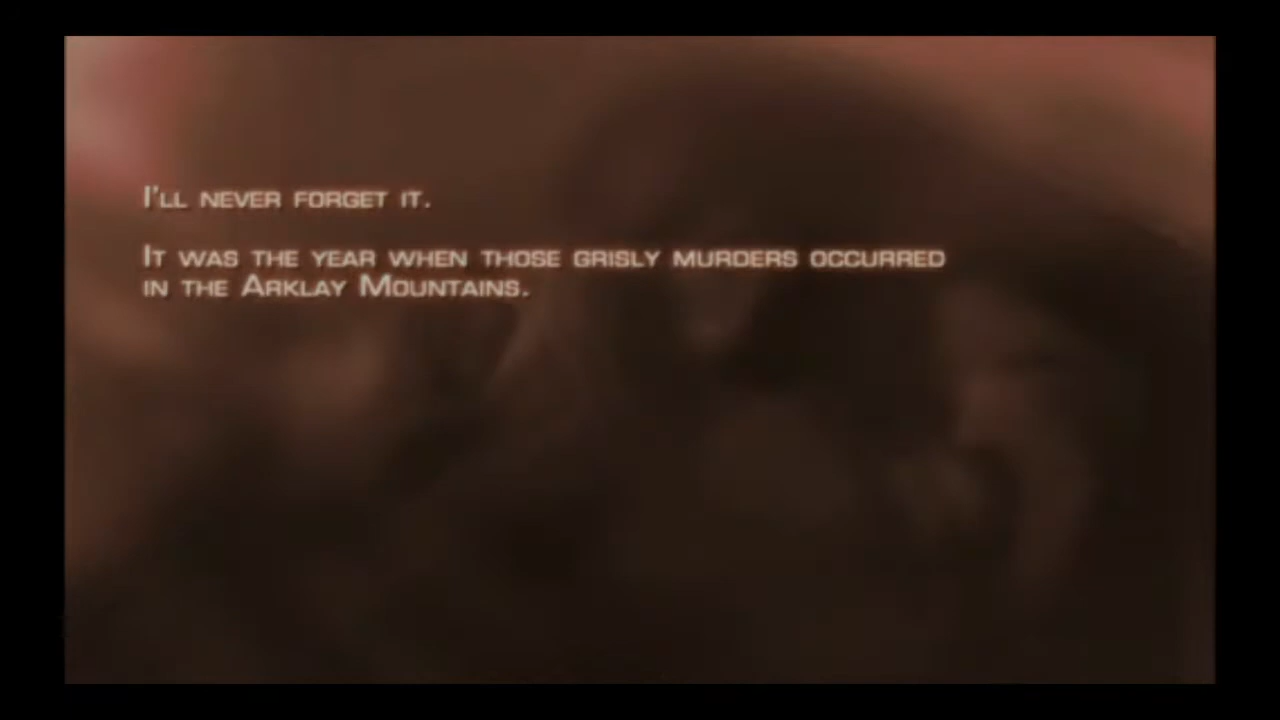 I'll never forget it.
It was the year when those grisly murders occurred
in the Arklay Mountains.